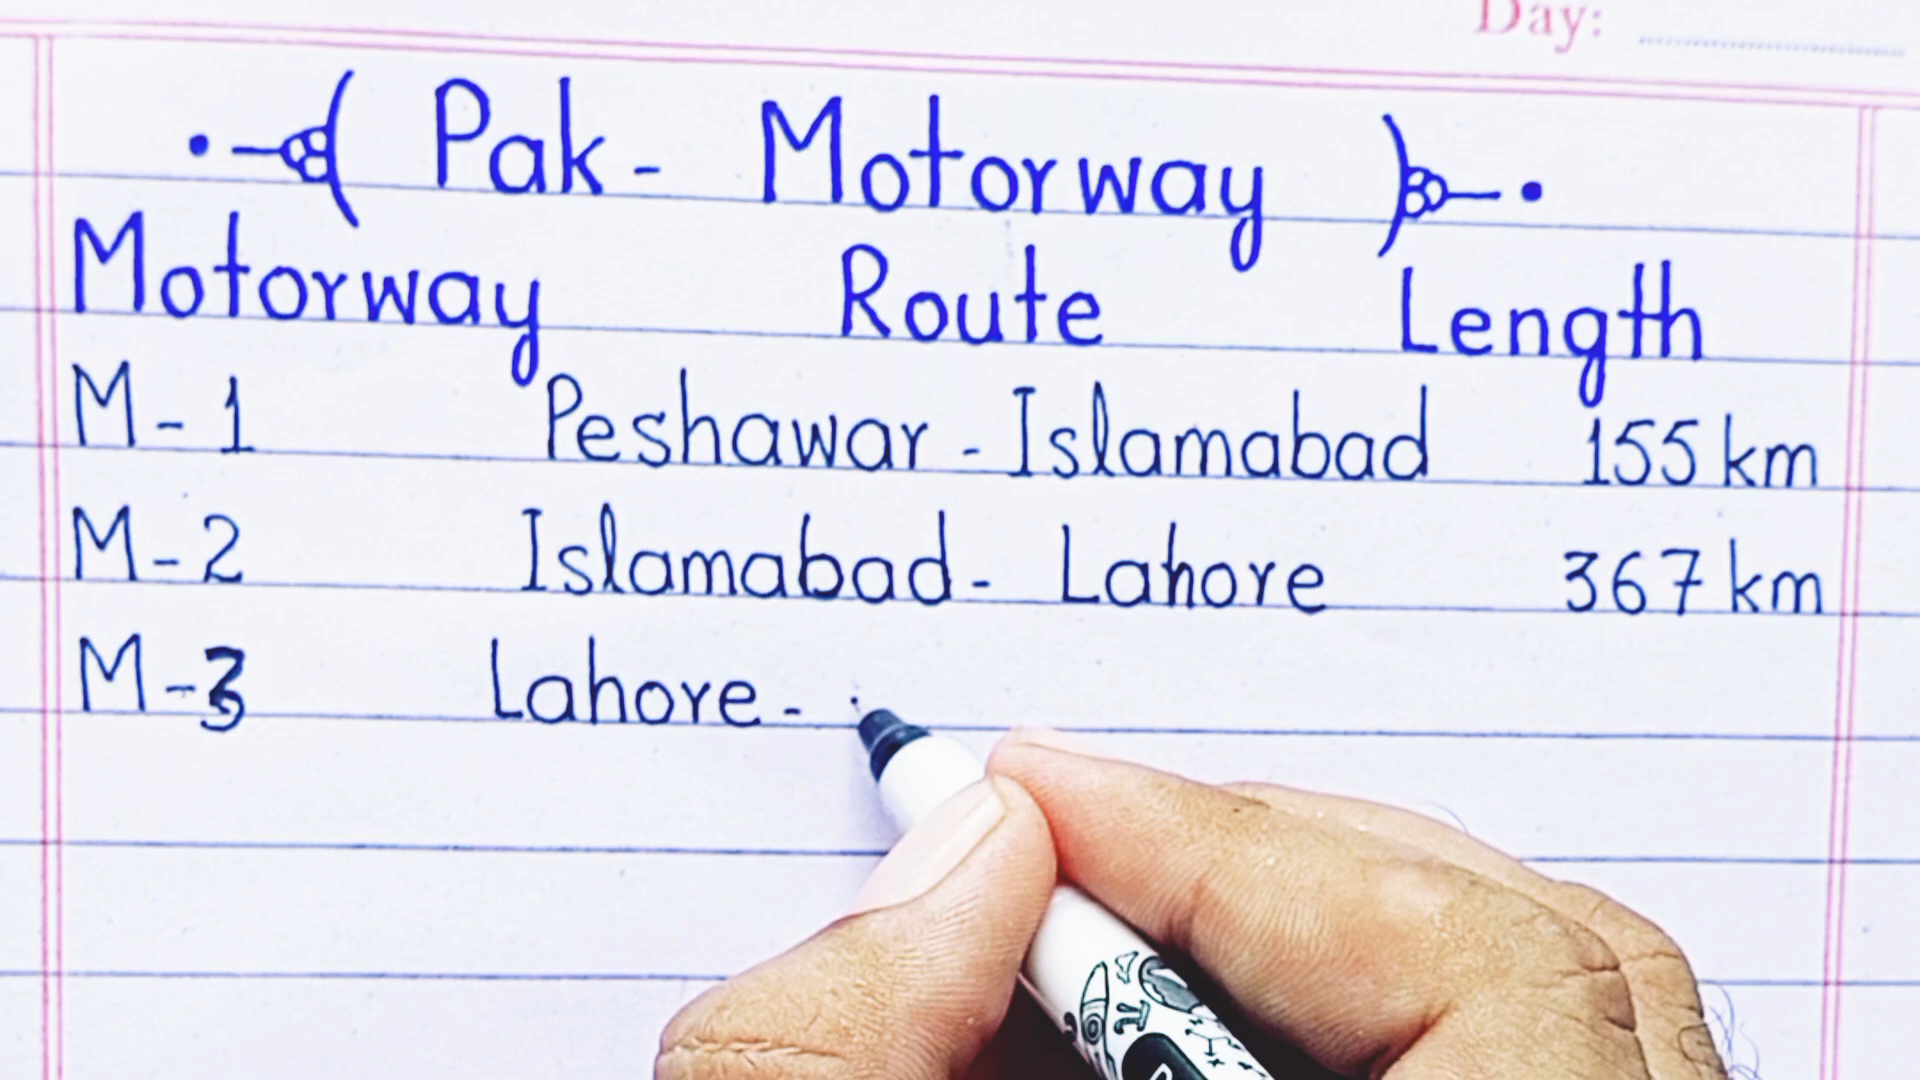 Day:
Pak - Motorway
Motorway Route Length
M - 1 Peshawar - Islamabad 155 km
M - 2 Islamabad - Lahore 367 km
M - 3 Lahore -